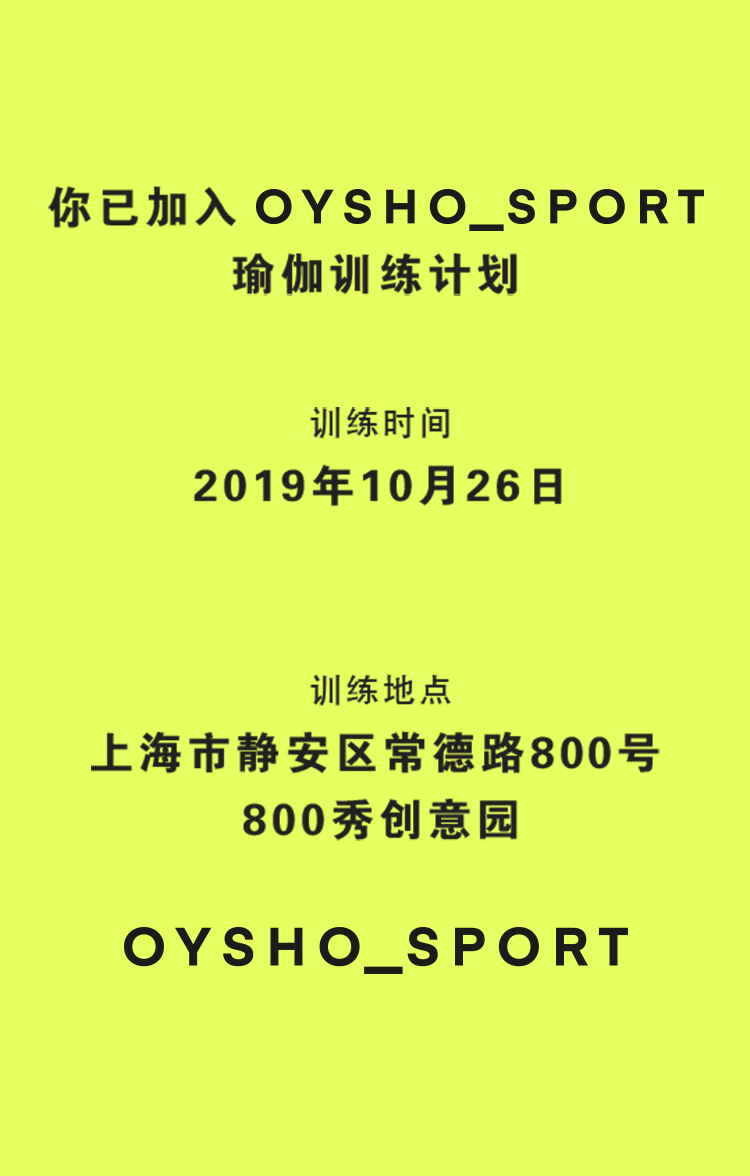 你已加入 OYSHO_SPORT
瑜伽训练计划
训练时间
2019年10月26日
训练地点
上海市静安区常德路800号
800秀创意园
OYSHO_SPORT